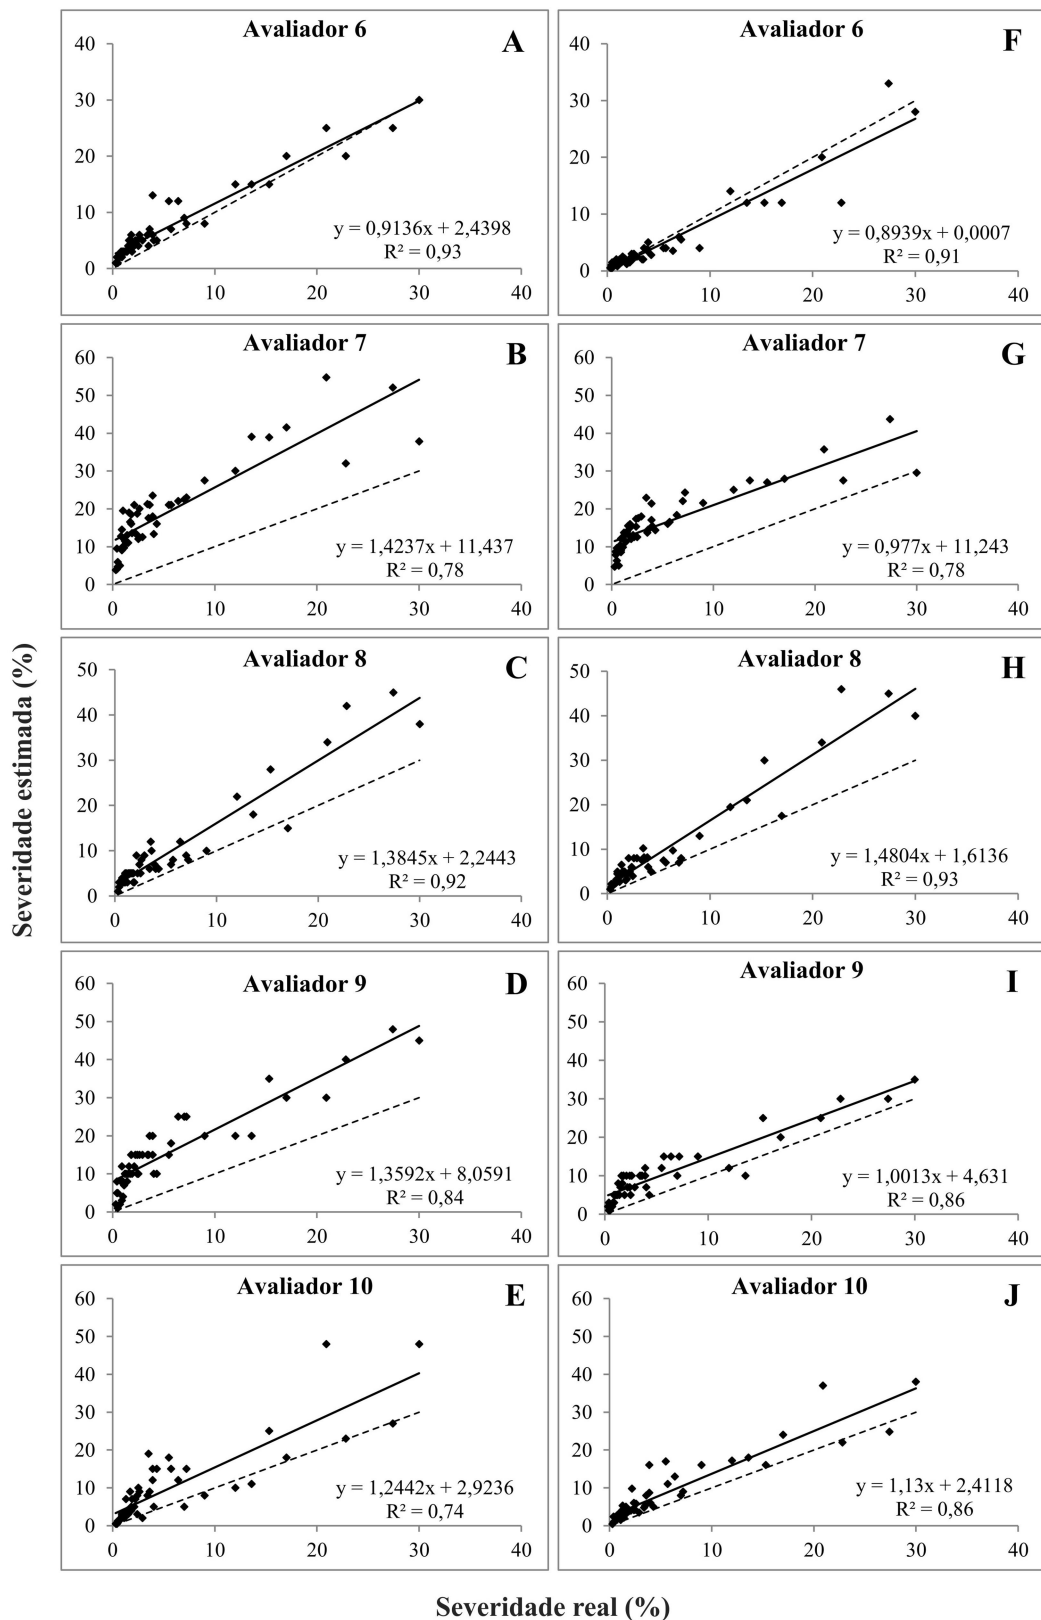 Avaliador 6
A
40
30
20
10
0
y = 0,9136x + 2,4398
R² = 0,93
0 10 20 30 40
Avaliador 6
F
40
30
20
10
0
y = 0,8939x + 0,0007
R² = 0,91
0 10 20 30 40
Avaliador 7
B
60
50
40
30
20
10
0
y = 1,4237x + 11,437
R² = 0,78
0 10 20 30 40
Avaliador 7
G
60
50
40
30
20
10
0
y = 0,977x + 11,243
R² = 0,78
0 10 20 30 40
Avaliador 8
C
50
40
30
20
10
0
y = 1,3845x + 2,2443
R² = 0,92
0 10 20 30 40
Avaliador 8
H
50
40
30
20
10
0
y = 1,4804x + 1,6136
R² = 0,93
0 10 20 30 40
Avaliador 9
D
60
50
40
30
20
10
0
y = 1,3592x + 8,0591
R² = 0,84
0 10 20 30 40
Avaliador 9
I
60
50
40
30
20
10
0
y = 1,0013x + 4,631
R² = 0,86
0 10 20 30 40
Avaliador 10
E
60
50
40
30
20
10
0
y = 1,2442x + 2,9236
R² = 0,74
0 10 20 30 40
Avaliador 10
J
60
50
40
30
20
10
0
y = 1,13x + 2,4118
R² = 0,86
0 10 20 30 40
Severidade estimada (%)
Severidade real (%)